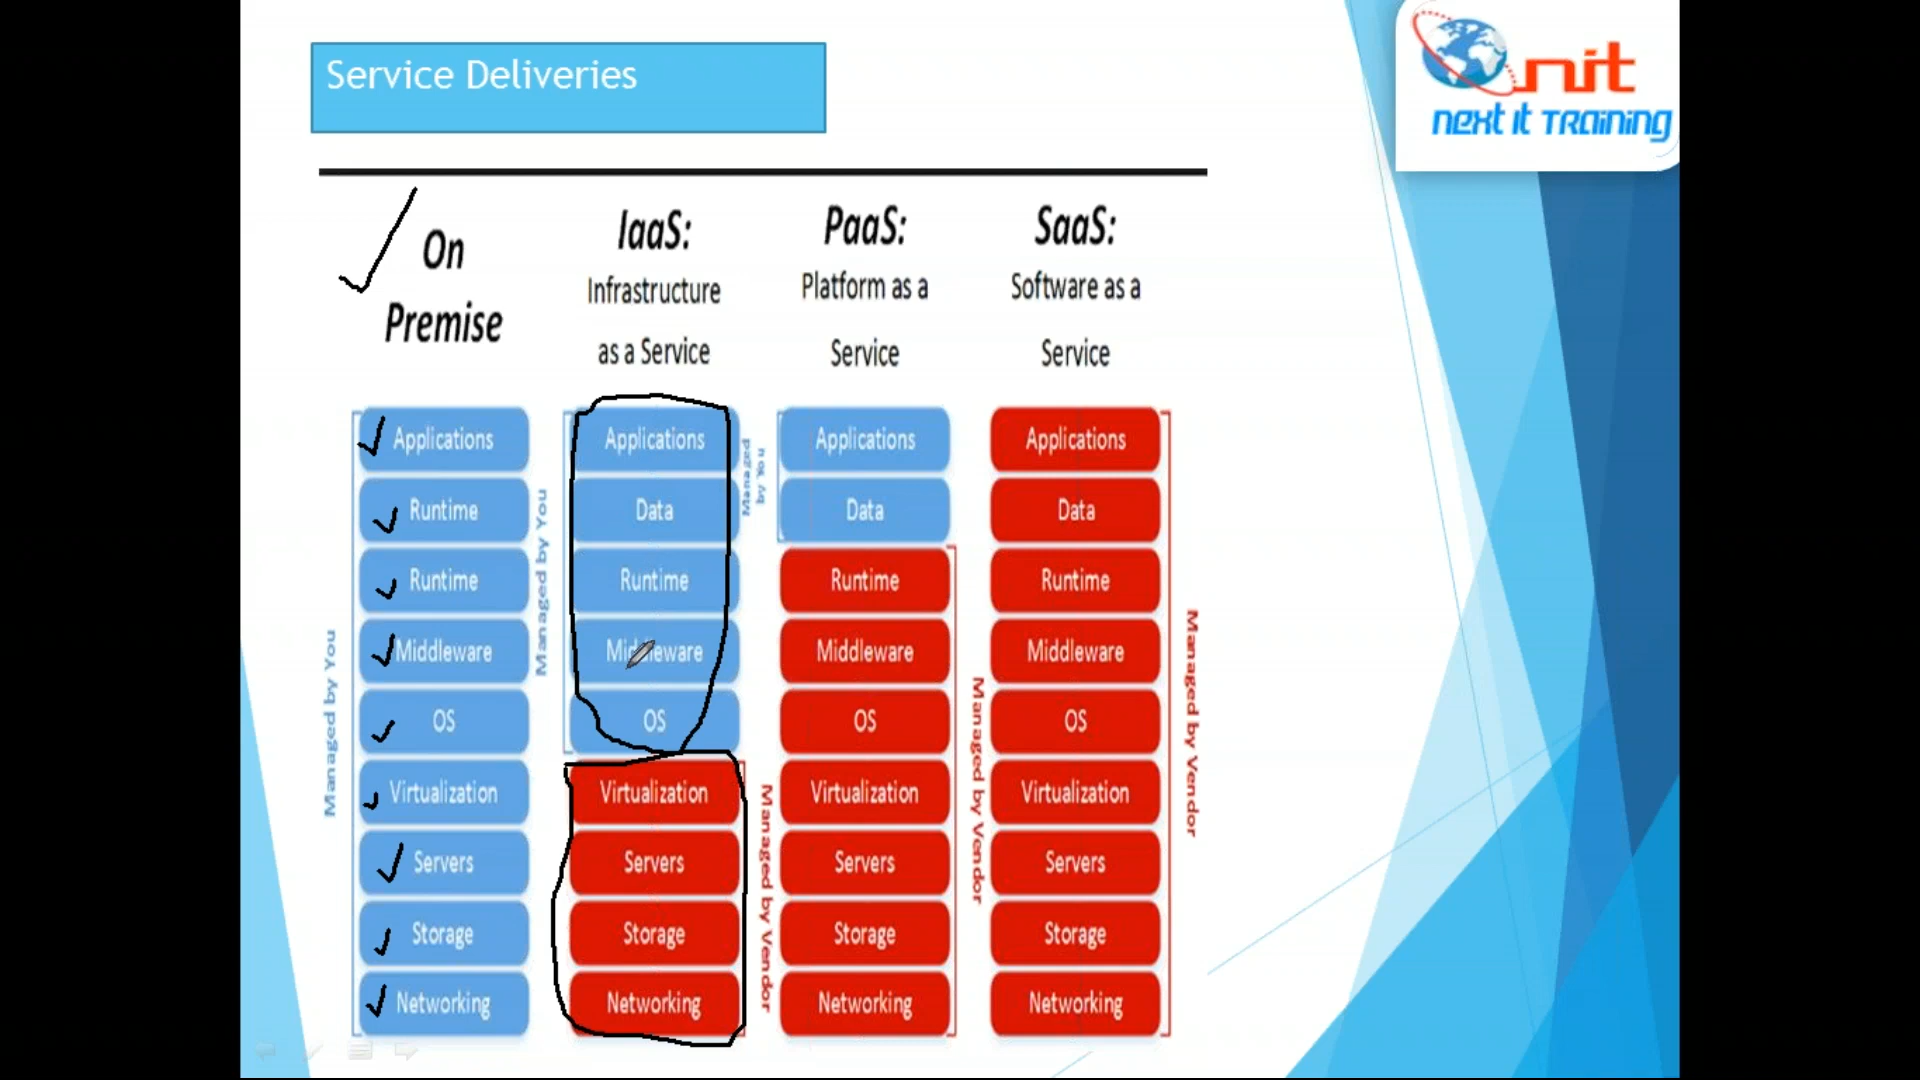 Service Deliveries
nit
Next IT Training
On
Premise
Managed by You
Applications
Runtime
Runtime
Middleware
OS
Virtualization
Servers
Storage
Networking
IaaS:
Infrastructure
as a Service
Managed by You
Applications
Data
Runtime
Middleware
OS
Virtualization
Servers
Storage
Networking
Managed by Vendor
PaaS:
Platform as a
Service
Managed
by You
Applications
Data
Runtime
Middleware
OS
Virtualization
Servers
Storage
Networking
Managed by Vendor
SaaS:
Software as a
Service
Applications
Data
Runtime
Middleware
OS
Virtualization
Servers
Storage
Networking
Managed by Vendor